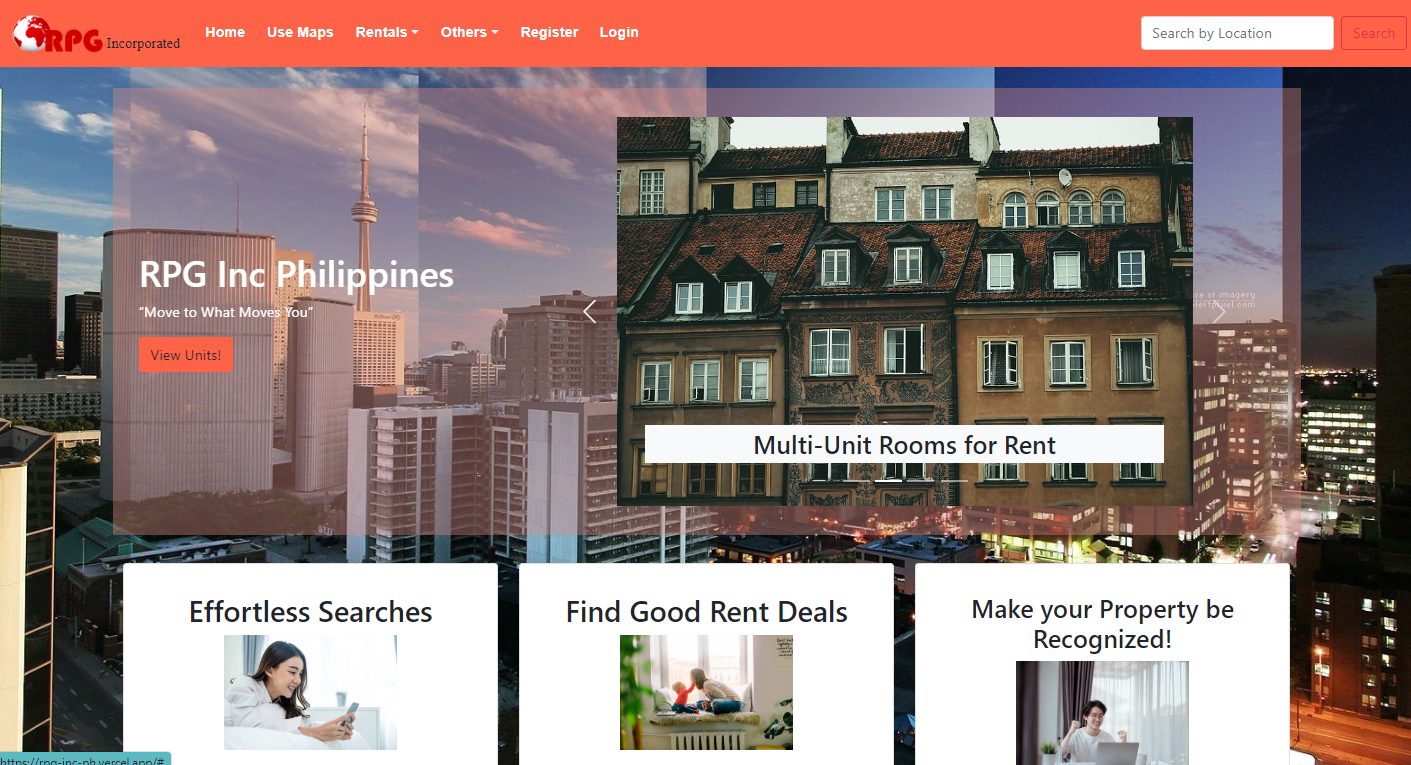 RPG Incorporated
Home
Use Maps
Rentals
Others
Register
Login
Search by Location
Search
RPG Inc Philippines
“Move to What Moves You”
View Units!
Multi-Unit Rooms for Rent
Effortless Searches
Find Good Rent Deals
Make your Property be
Recognized!
https://rpg-inc-ph.vercel.app/#